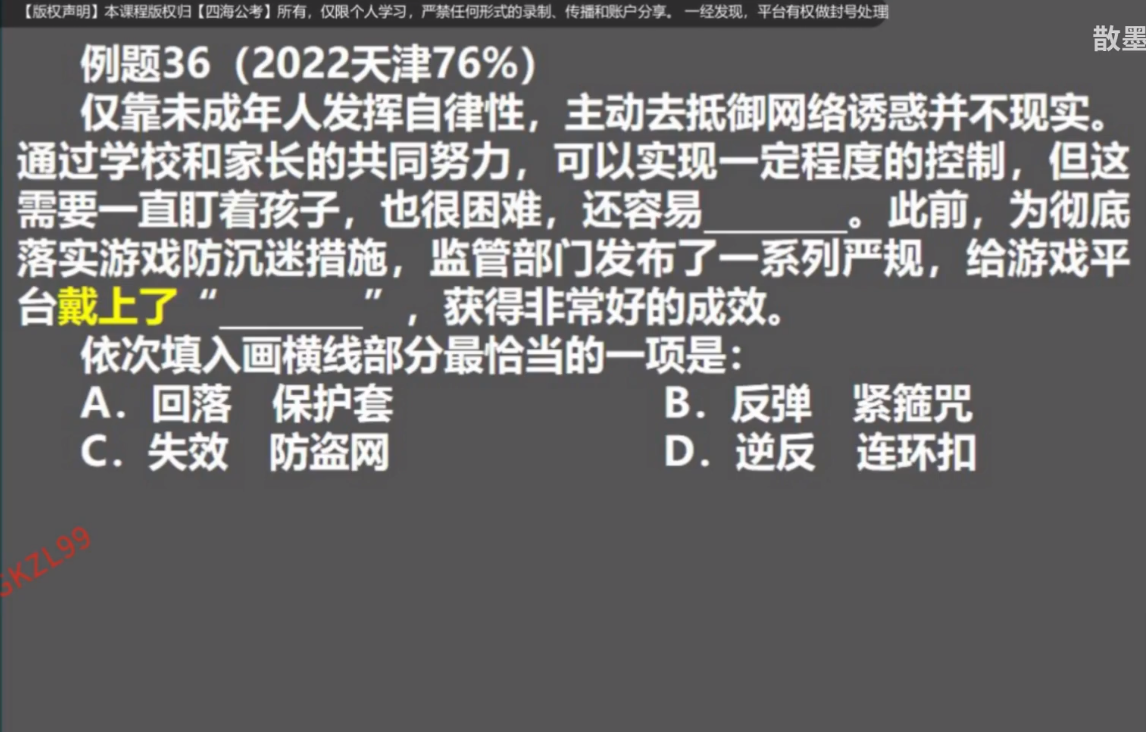 【版权声明】本课程版权归【四海公考】所有，仅限个人学习，严禁任何形式的录制、传播和账户分享。 一经发现，平台有权做封号处理
散墨
例题36（2022天津76%）
仅靠未成年人发挥自律性，主动去抵御网络诱惑并不现实。
通过学校和家长的共同努力，可以实现一定程度的控制，但这
需要一直盯着孩子，也很困难，还容易______。此前，为彻底
落实游戏防沉迷措施，监管部门发布了一系列严规，给游戏平
台戴上了“______”，获得非常好的成效。
依次填入画横线部分最恰当的一项是：
A．回落 保护套 B．反弹 紧箍咒
C．失效 防盗网 D．逆反 连环扣
GKZL99